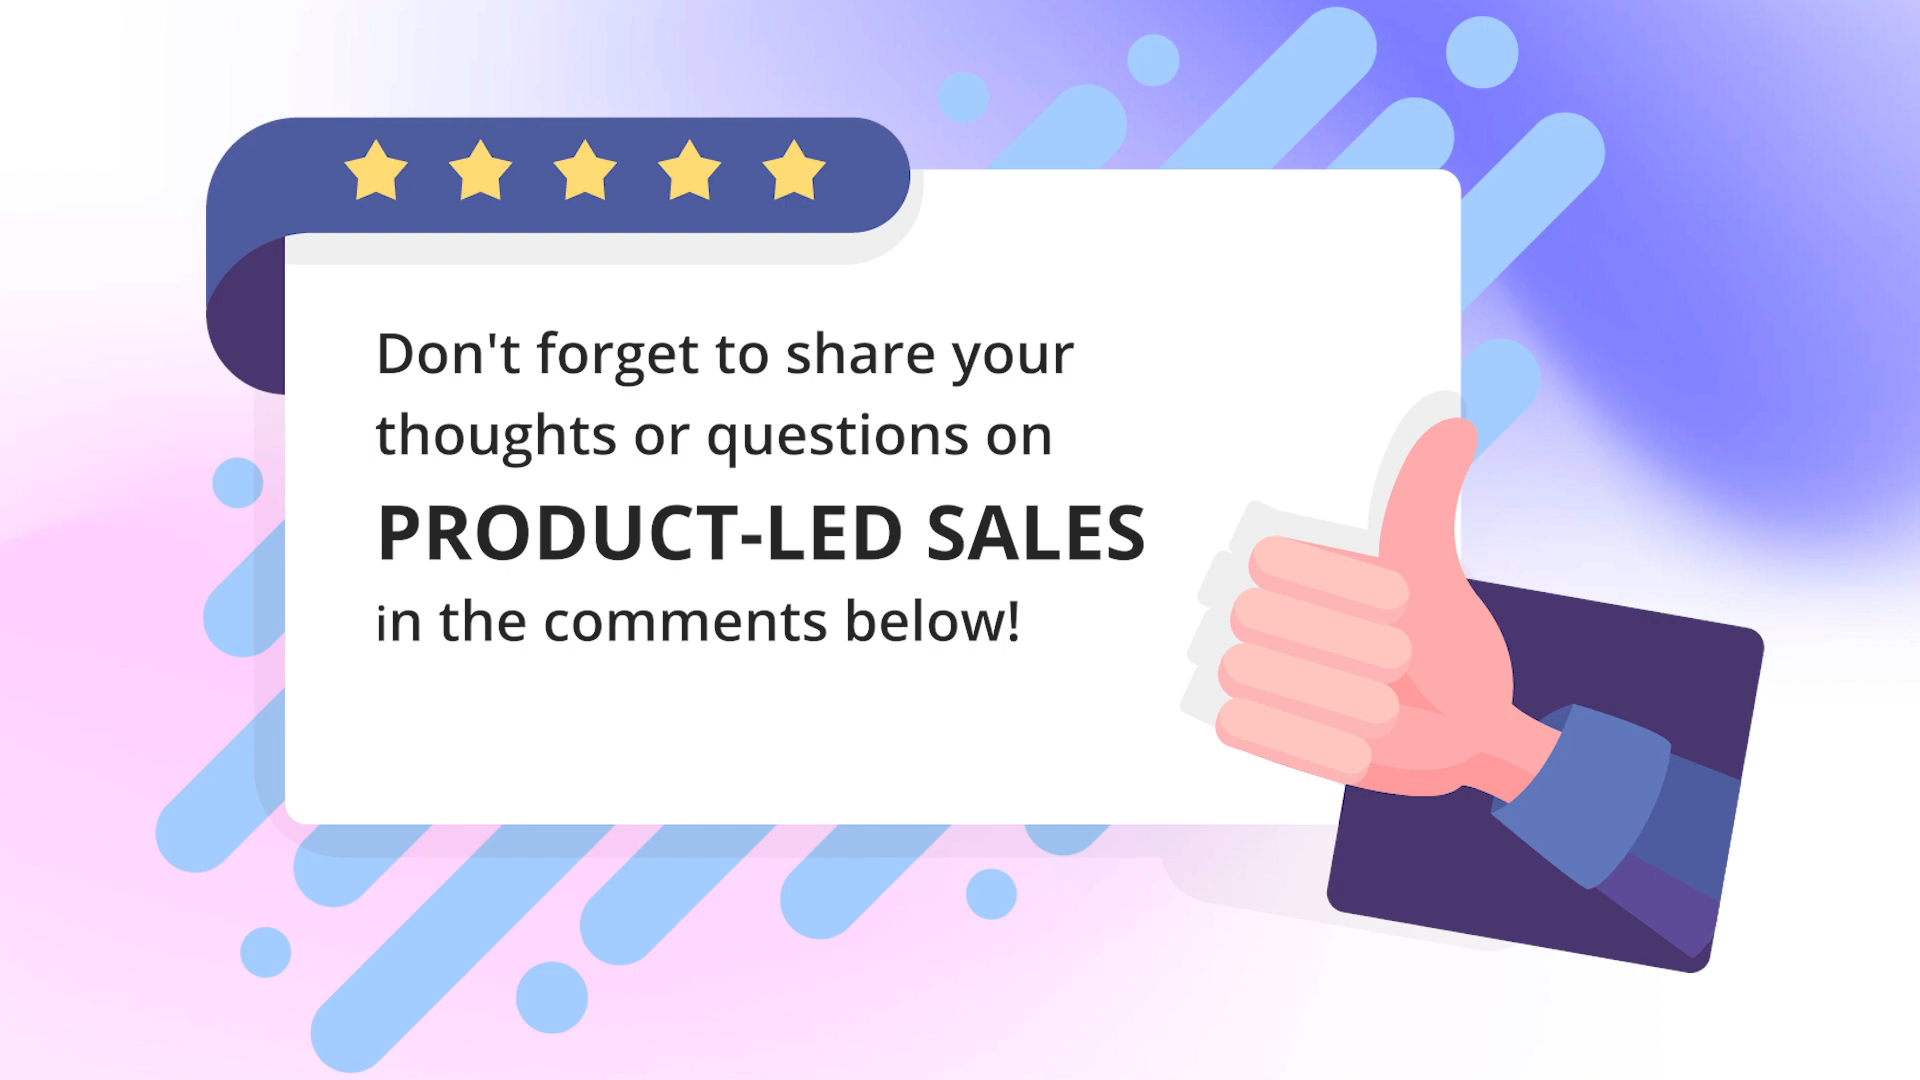 Don't forget to share your
thoughts or questions on
PRODUCT-LED SALES
in the comments below!